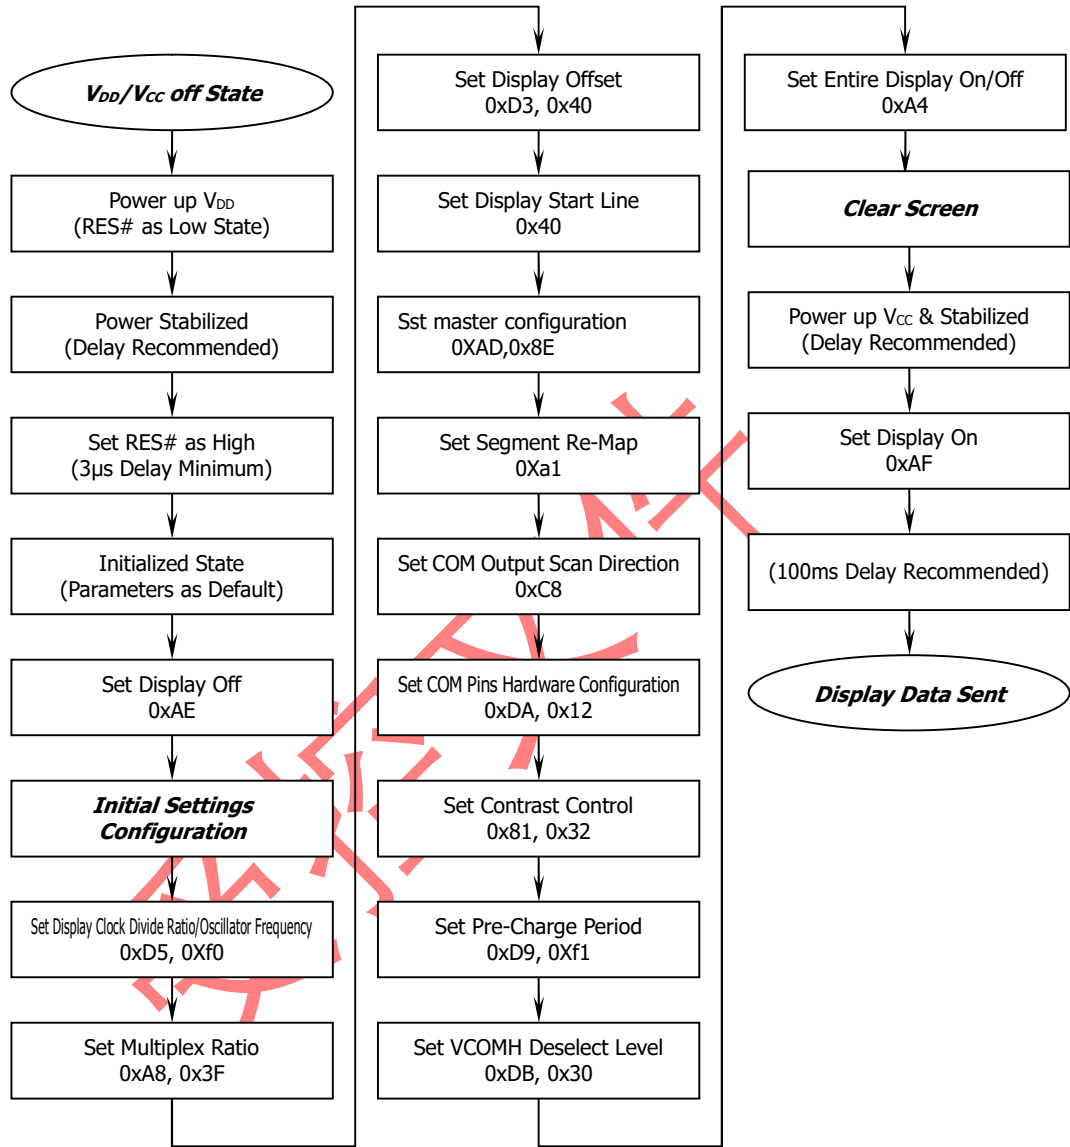 VDD/VCC off State
Power up VDD
(RES# as Low State)
Power Stabilized
(Delay Recommended)
Set RES# as High
(3μs Delay Minimum)
Initialized State
(Parameters as Default)
Set Display Off
0xAE
Initial Settings
Configuration
Set Display Clock Divide Ratio/Oscillator Frequency
0xD5, 0Xf0
Set Multiplex Ratio
0xA8, 0x3F
Set Display Offset
0xD3, 0x40
Set Display Start Line
0x40
Sst master configuration
0XAD,0x8E
Set Segment Re-Map
0Xa1
Set COM Output Scan Direction
0xC8
Set COM Pins Hardware Configuration
0xDA, 0x12
Set Contrast Control
0x81, 0x32
Set Pre-Charge Period
0xD9, 0Xf1
Set VCOMH Deselect Level
0xDB, 0x30
Set Entire Display On/Off
0xA4
Clear Screen
Power up VCC & Stabilized
(Delay Recommended)
Set Display On
0xAF
(100ms Delay Recommended)
Display Data Sent